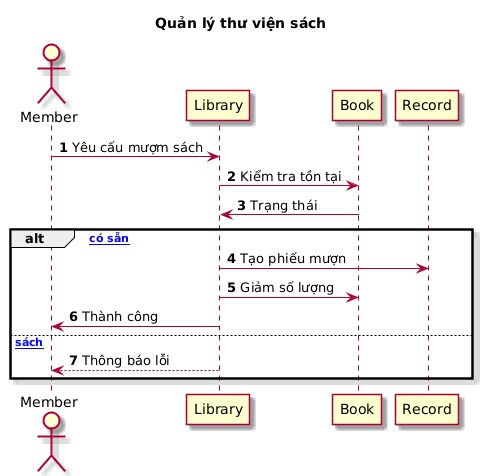 Quản lý thư viện sách
Member
Library
Book
Record
1 Yêu cầu mượn sách
2 Kiểm tra tồn tại
3 Trạng thái
alt
có sẵn
4 Tạo phiếu mượn
5 Giảm số lượng
6 Thành công
sách
7 Thông báo lỗi
Member
Library
Book
Record